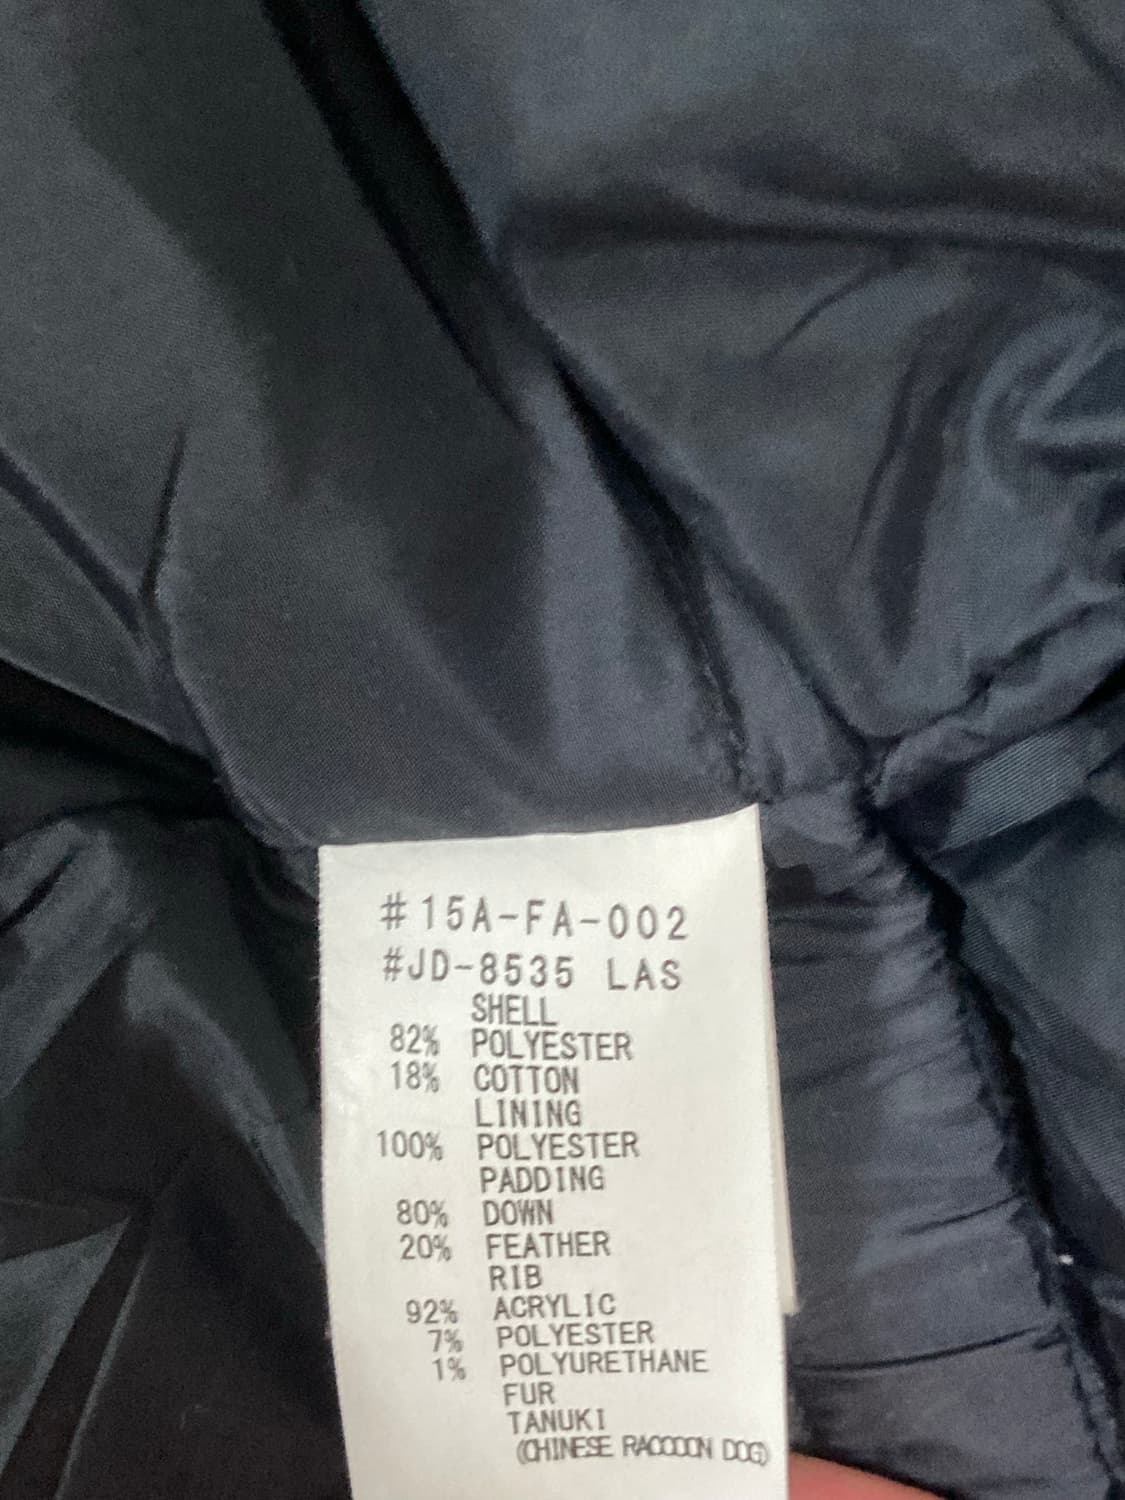 #15A-FA-002
#JD-8535 LAS
SHELL
82% POLYESTER
18% COTTON
LINING
100% POLYESTER
PADDING
80% DOWN
20% FEATHER
RIB
92% ACRYLIC
7% POLYESTER
1% POLYURETHANE
FUR
TANUKI
(CHINESE RACCOON DOG)